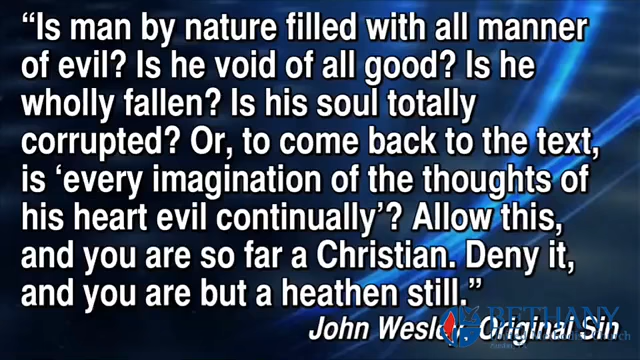 “Is man by nature filled with all manner
of evil? Is he void of all good? Is he
wholly fallen? Is his soul totally
corrupted? Or, to come back to the text,
is ‘every imagination of the thoughts of
his heart evil continually’? Allow this,
and you are so far a Christian. Deny it,
and you are but a heathen still.”
BETHANY
John Wesley Original Sin